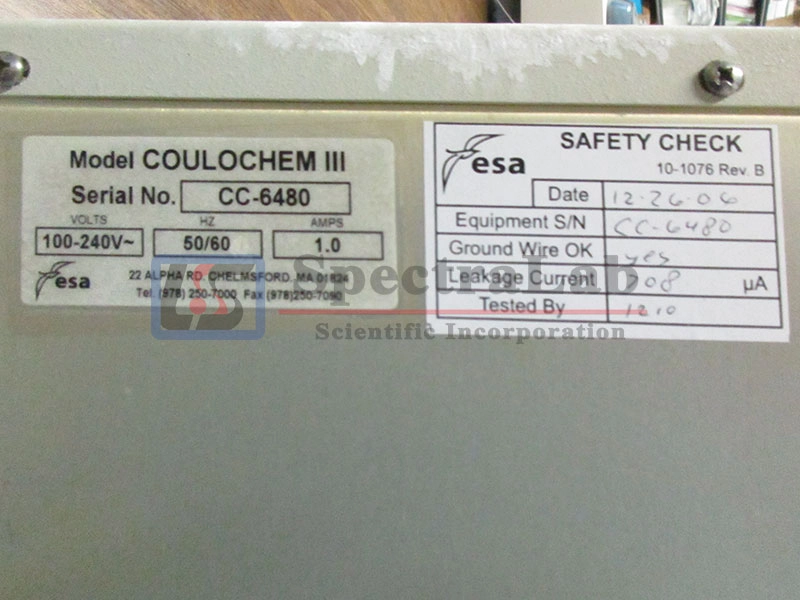 Model COULOCHEM III
Serial No. CC-6480
VOLTS HZ AMPS
100-240V~ 50/60 1.0
esa
22 ALPHA RD. CHELMSFORD, MA 01824
Tel. (978) 250-7000 Fax (978)250-7090
esa
SAFETY CHECK
10-1076 Rev. B
Date 12-26-06
Equipment S/N CC-6480
Ground Wire OK yes
Leakage Current µA
Tested By 1210
SpectraLab
Scientific Incorporation